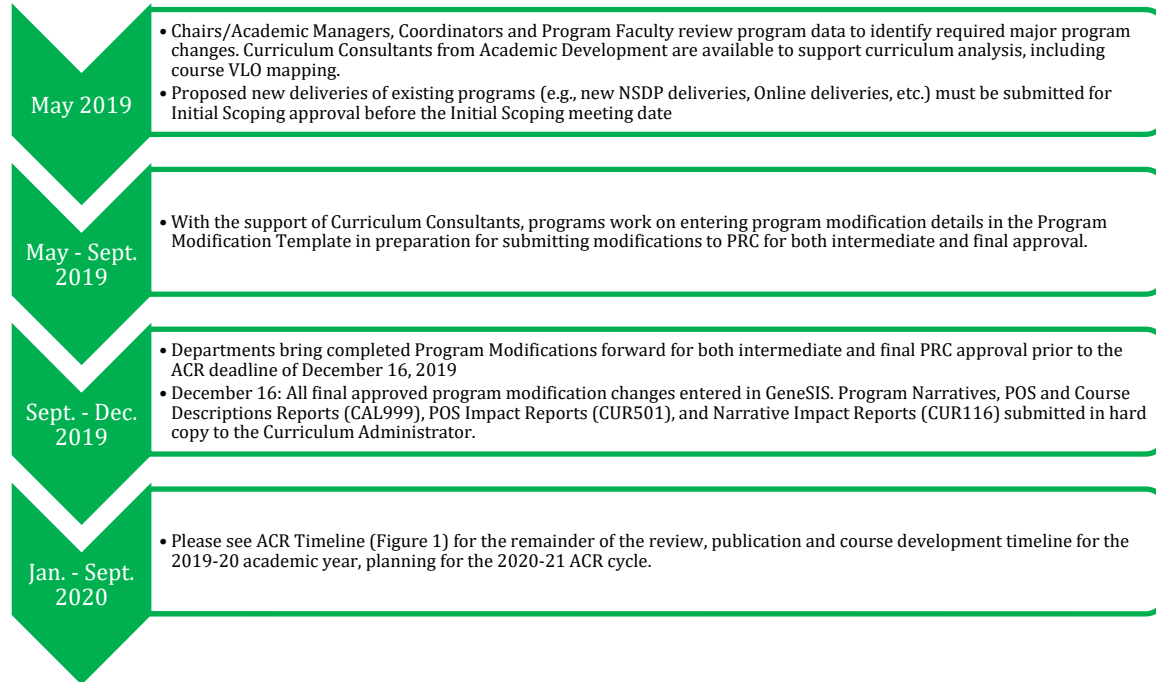 May 2019
• Chairs/Academic Managers, Coordinators and Program Faculty review program data to identify required major program
changes. Curriculum Consultants from Academic Development are available to support curriculum analysis, including
course VLO mapping.
• Proposed new deliveries of existing programs (e.g., new NSDP deliveries, Online deliveries, etc.) must be submitted for
Initial Scoping approval before the Initial Scoping meeting date
May - Sept.
2019
• With the support of Curriculum Consultants, programs work on entering program modification details in the Program
Modification Template in preparation for submitting modifications to PRC for both intermediate and final approval.
Sept. - Dec.
2019
• Departments bring completed Program Modifications forward for both intermediate and final PRC approval prior to the
ACR deadline of December 16, 2019
• December 16: All final approved program modification changes entered in GeneSIS. Program Narratives, POS and Course
Descriptions Reports (CAL999), POS Impact Reports (CUR501), and Narrative Impact Reports (CUR116) submitted in hard
copy to the Curriculum Administrator.
Jan. - Sept.
2020
• Please see ACR Timeline (Figure 1) for the remainder of the review, publication and course development timeline for the
2019-20 academic year, planning for the 2020-21 ACR cycle.